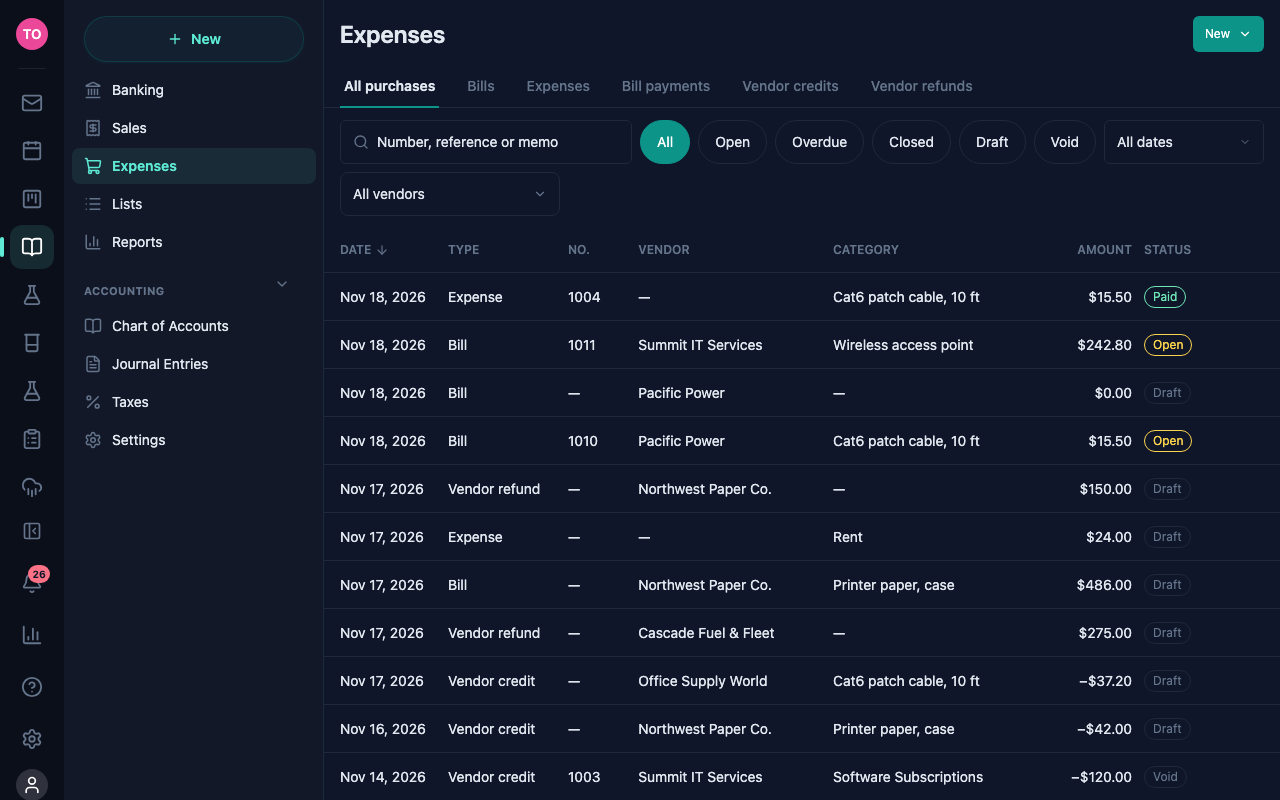 TO
+ New
Banking
Sales
Expenses
Lists
Reports
ACCOUNTING
Chart of Accounts
Journal Entries
Taxes
Settings
26
Expenses
New
All purchases Bills Expenses Bill payments Vendor credits Vendor refunds
Number, reference or memo All Open Overdue Closed Draft Void All dates
All vendors
DATE ↓ TYPE NO. VENDOR CATEGORY AMOUNT STATUS
Nov 18, 2026 Expense 1004 — Cat6 patch cable, 10 ft $15.50 Paid
Nov 18, 2026 Bill 1011 Summit IT Services Wireless access point $242.80 Open
Nov 18, 2026 Bill — Pacific Power — $0.00 Draft
Nov 18, 2026 Bill 1010 Pacific Power Cat6 patch cable, 10 ft $15.50 Open
Nov 17, 2026 Vendor refund — Northwest Paper Co. — $150.00 Draft
Nov 17, 2026 Expense — — Rent $24.00 Draft
Nov 17, 2026 Bill — Northwest Paper Co. Printer paper, case $486.00 Draft
Nov 17, 2026 Vendor refund — Cascade Fuel & Fleet — $275.00 Draft
Nov 17, 2026 Vendor credit — Office Supply World Cat6 patch cable, 10 ft −$37.20 Draft
Nov 16, 2026 Vendor credit — Northwest Paper Co. Printer paper, case −$42.00 Draft
Nov 14, 2026 Vendor credit 1003 Summit IT Services Software Subscriptions −$120.00 Void